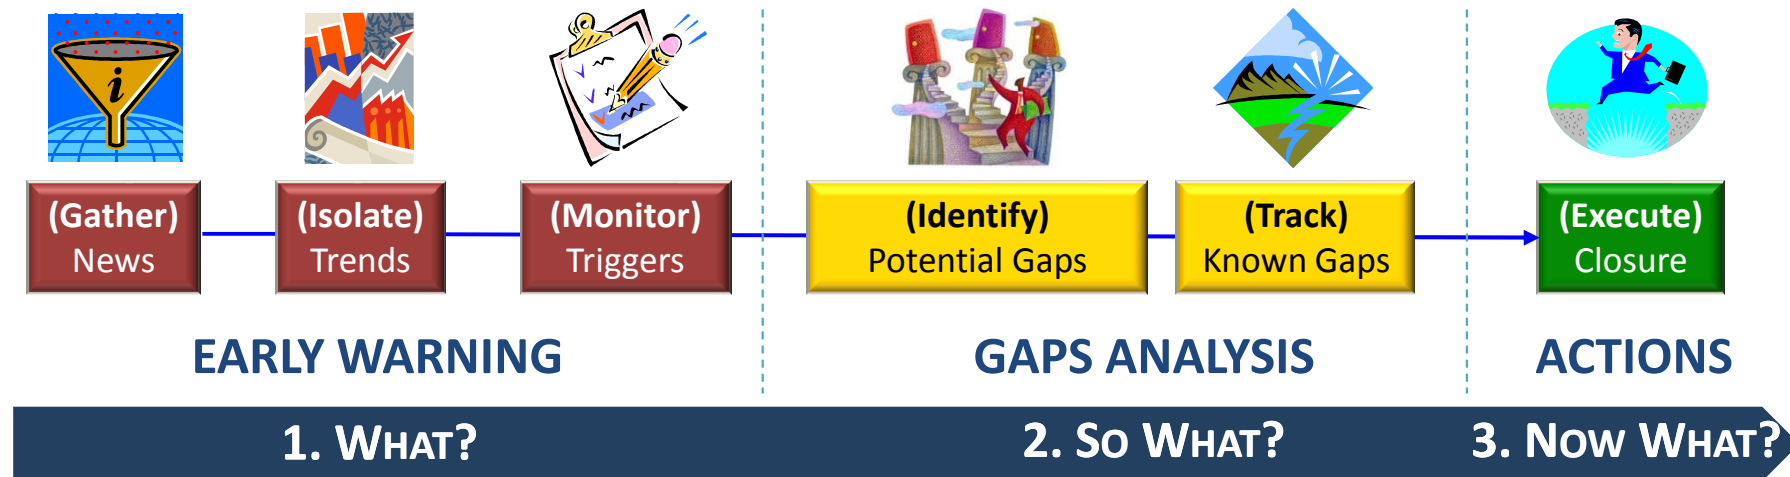 i
(Gather)
News
(Isolate)
Trends
(Monitor)
Triggers
(Identify)
Potential Gaps
(Track)
Known Gaps
(Execute)
Closure
EARLY WARNING
GAPS ANALYSIS
ACTIONS
1. WHAT?
2. SO WHAT?
3. NOW WHAT?